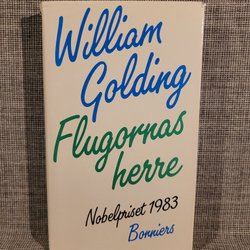 William
Golding
Flugornas
herre
Nobelpriset 1983
Bonniers